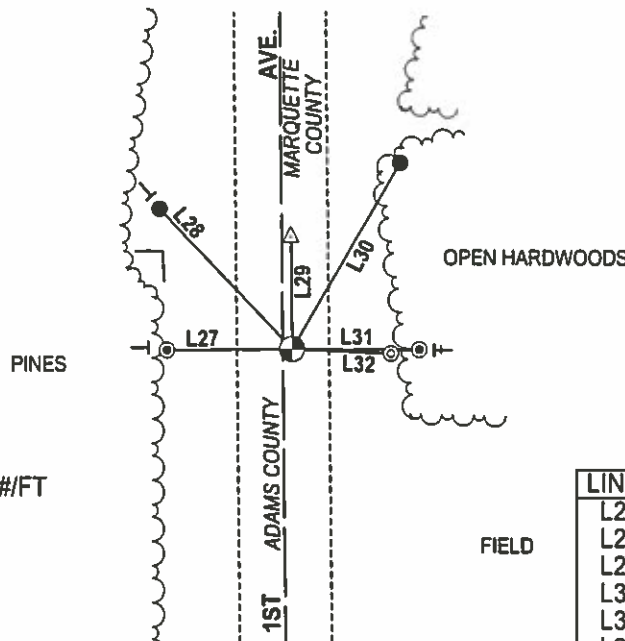 AVE.
MARQUETTE
COUNTY
L28
L30
L29
OPEN HARDWOODS
L27
L31
L32
PINES
ADAMS COUNTY
#/FT
FIELD
1ST
LIN
L2
L2
L2
L3
L3